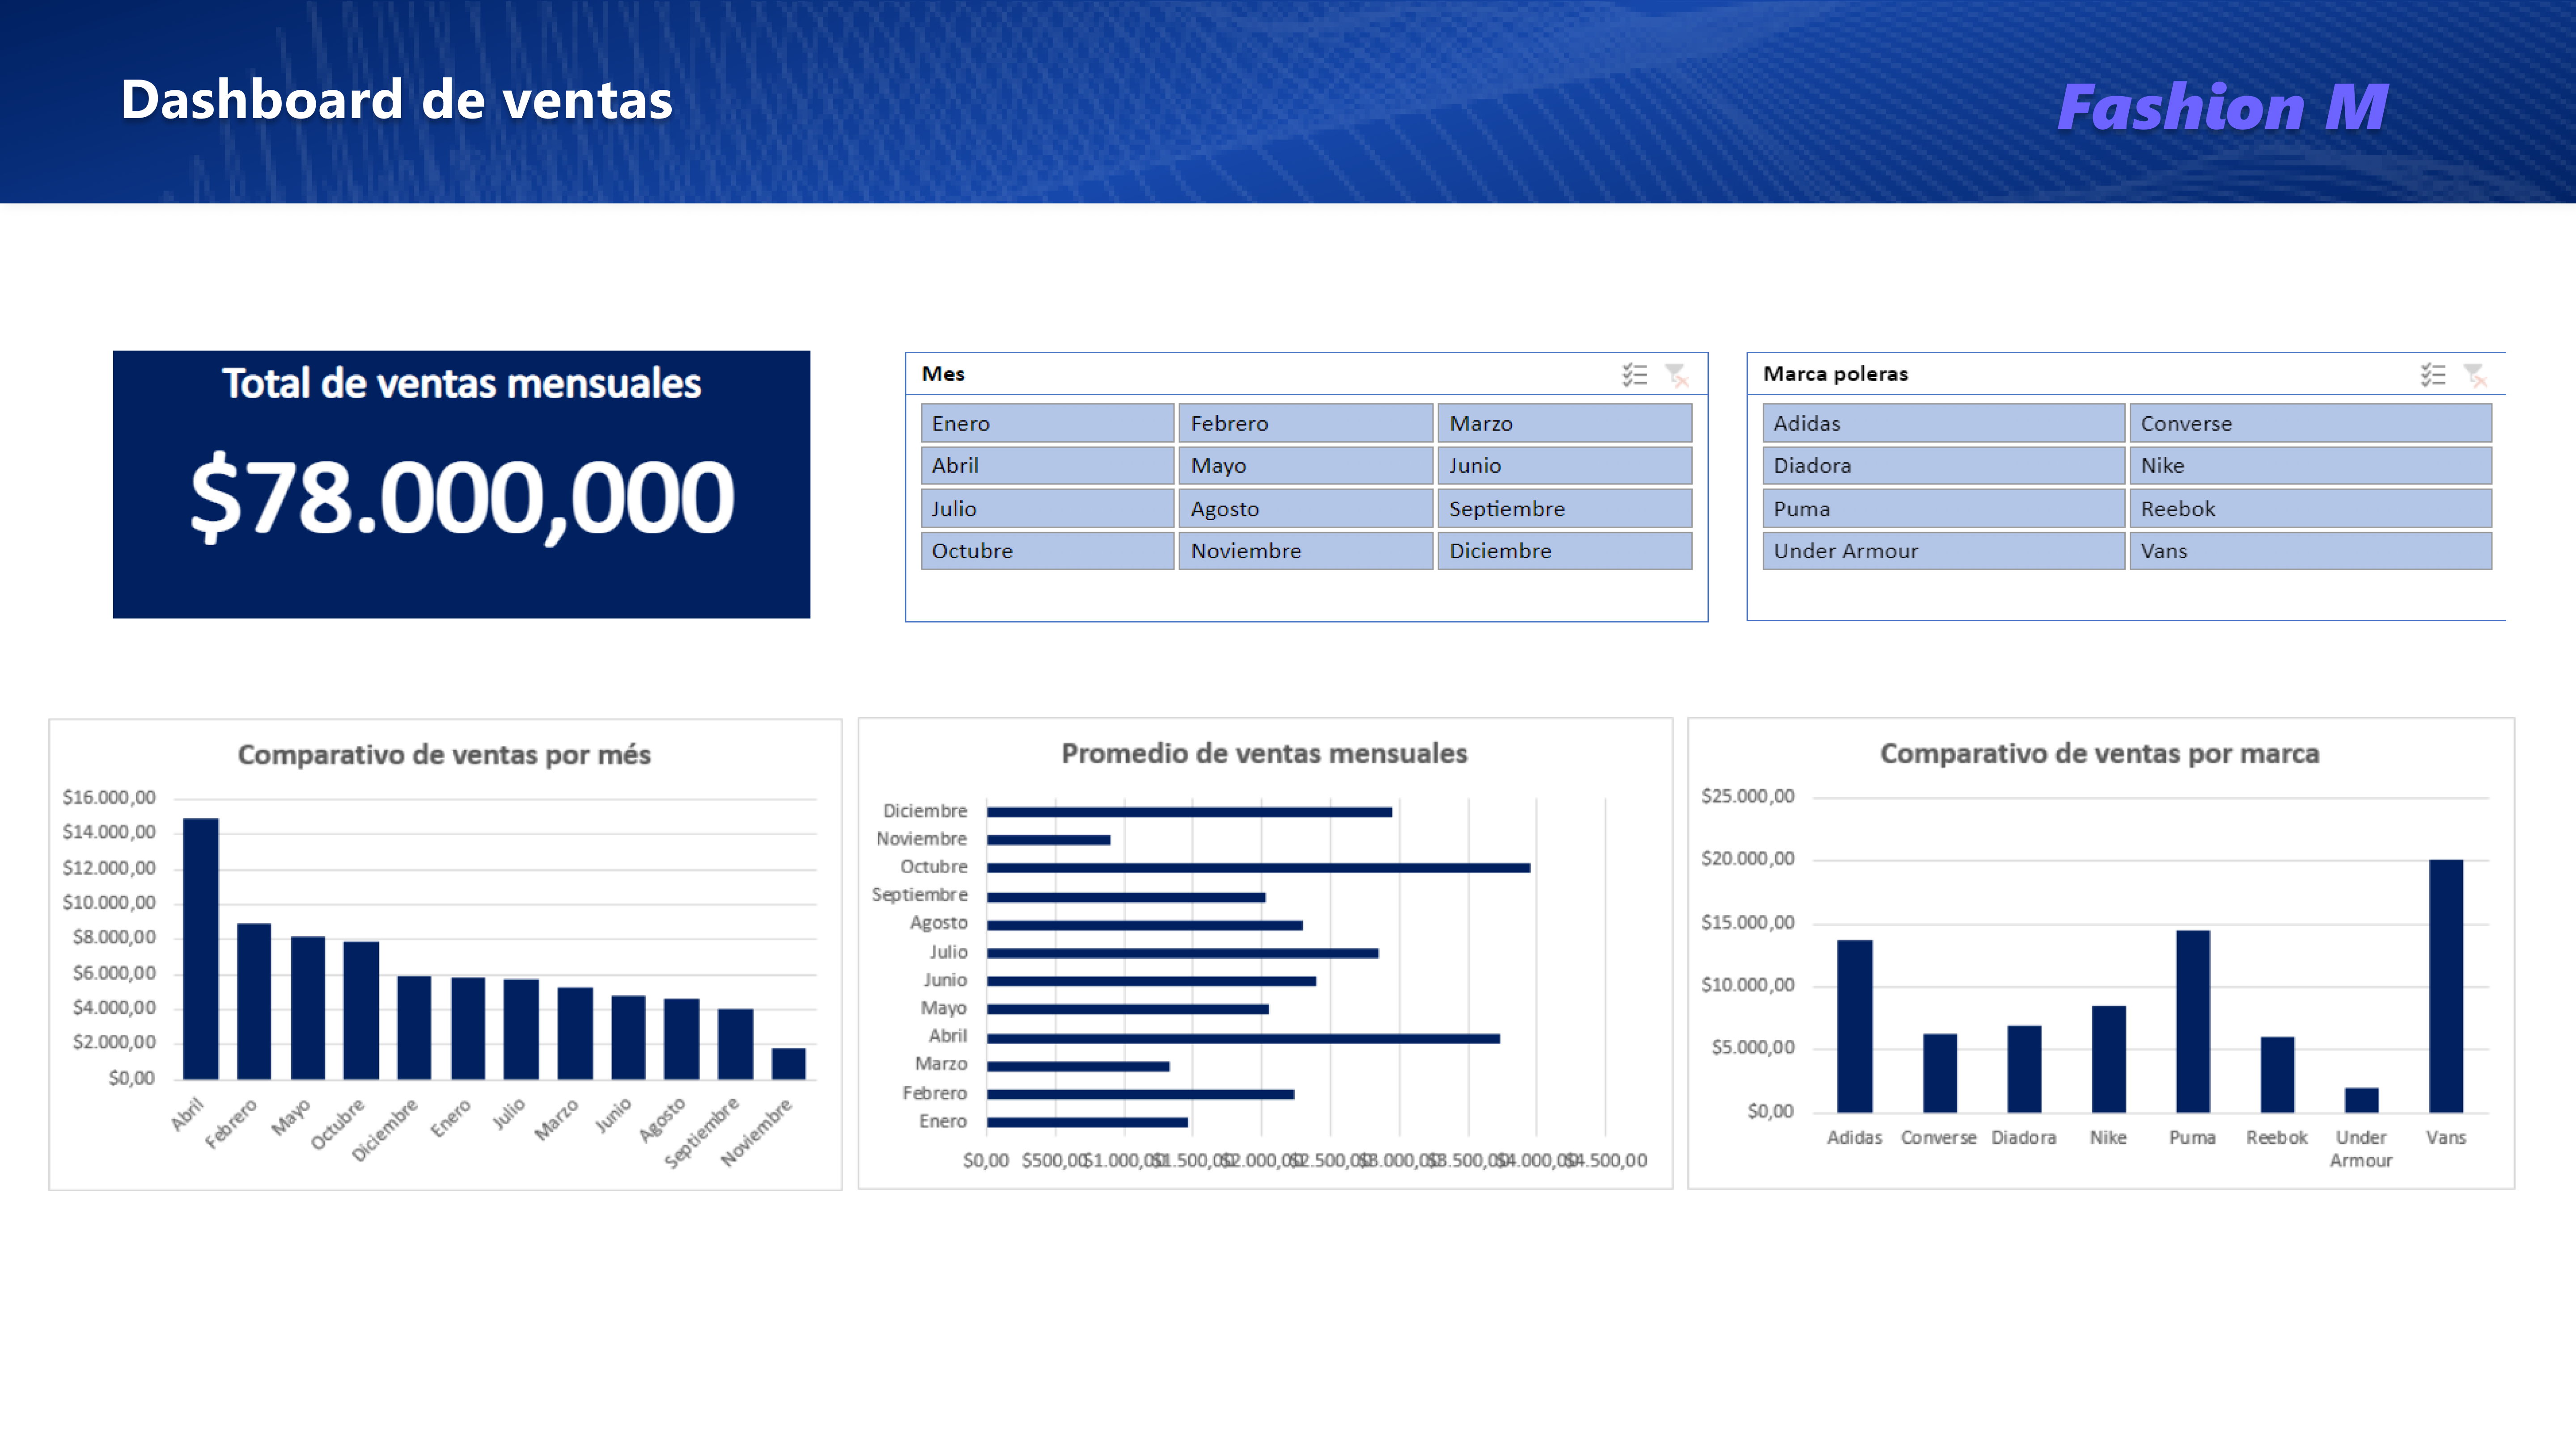 Dashboard de ventas
Fashion M
Total de ventas mensuales
$78.000,000
Mes
Enero
Febrero
Marzo
Abril
Mayo
Junio
Julio
Agosto
Septiembre
Octubre
Noviembre
Diciembre
Marca poleras
Adidas
Converse
Diadora
Nike
Puma
Reebok
Under Armour
Vans
Comparativo de ventas por més
$16.000,00
$14.000,00
$12.000,00
$10.000,00
$8.000,00
$6.000,00
$4.000,00
$2.000,00
$0,00
Abril
Febrero
Mayo
Octubre
Diciembre
Enero
Julio
Marzo
Junio
Agosto
Septiembre
Noviembre
Promedio de ventas mensuales
Diciembre
Noviembre
Octubre
Septiembre
Agosto
Julio
Junio
Mayo
Abril
Marzo
Febrero
Enero
$0,00 $500,00 $1.000,00 $1.500,00 $2.000,00 $2.500,00 $3.000,00 $3.500,00 $4.000,00 $4.500,00
Comparativo de ventas por marca
$25.000,00
$20.000,00
$15.000,00
$10.000,00
$5.000,00
$0,00
Adidas
Converse
Diadora
Nike
Puma
Reebok
Under
Armour
Vans